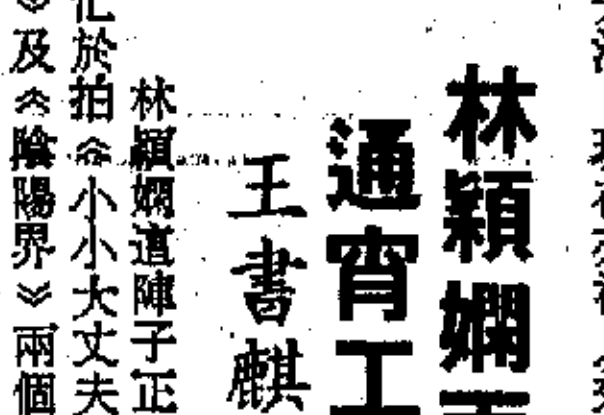 林穎嫻
通宵工
王書麒
林穎嫻這陣子正
忙於拍《小小大丈夫
》及《陰陽界》兩個